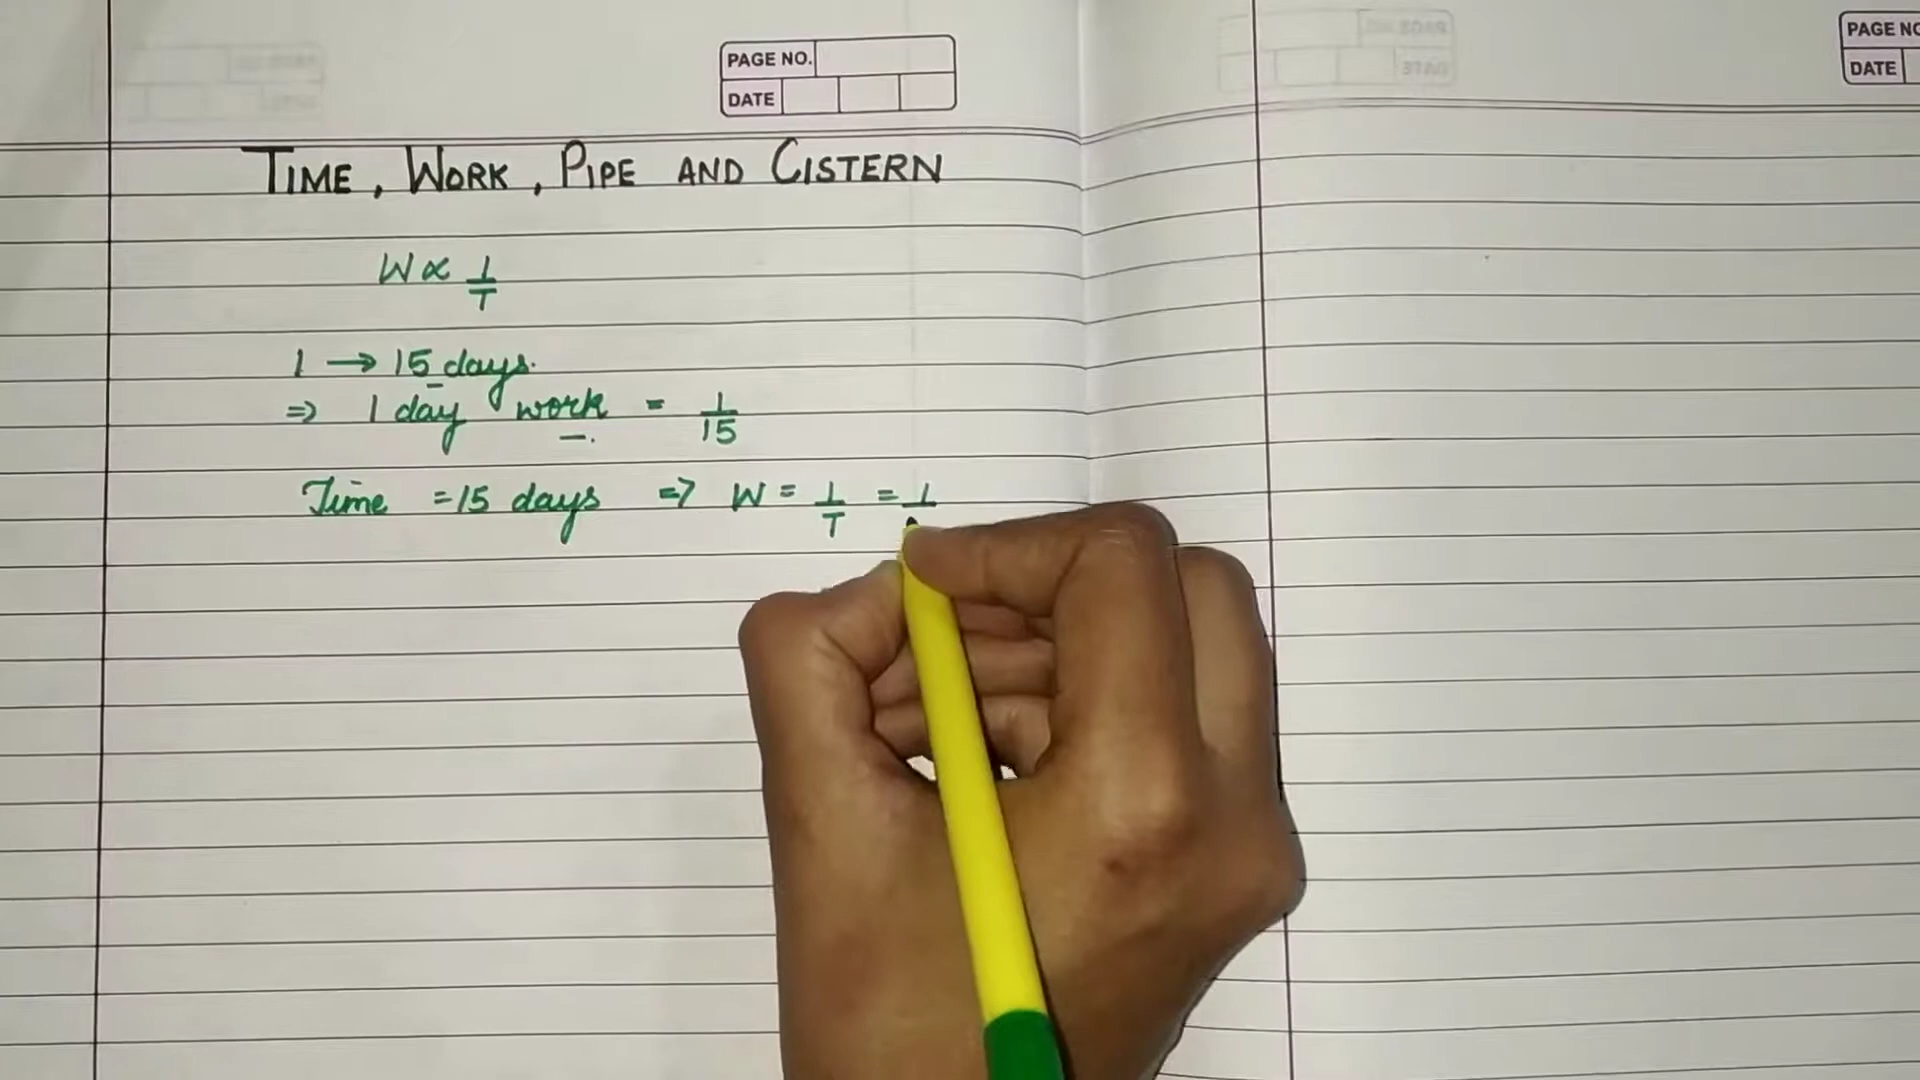 PAGE NO.
DATE
PAGE NO
DATE
TIME, WORK, PIPE AND CISTERN
W ∝ 1/T
1 → 15 days.
⇒ 1 day work = 1/15
Time = 15 days ⇒ W = 1/T = 1